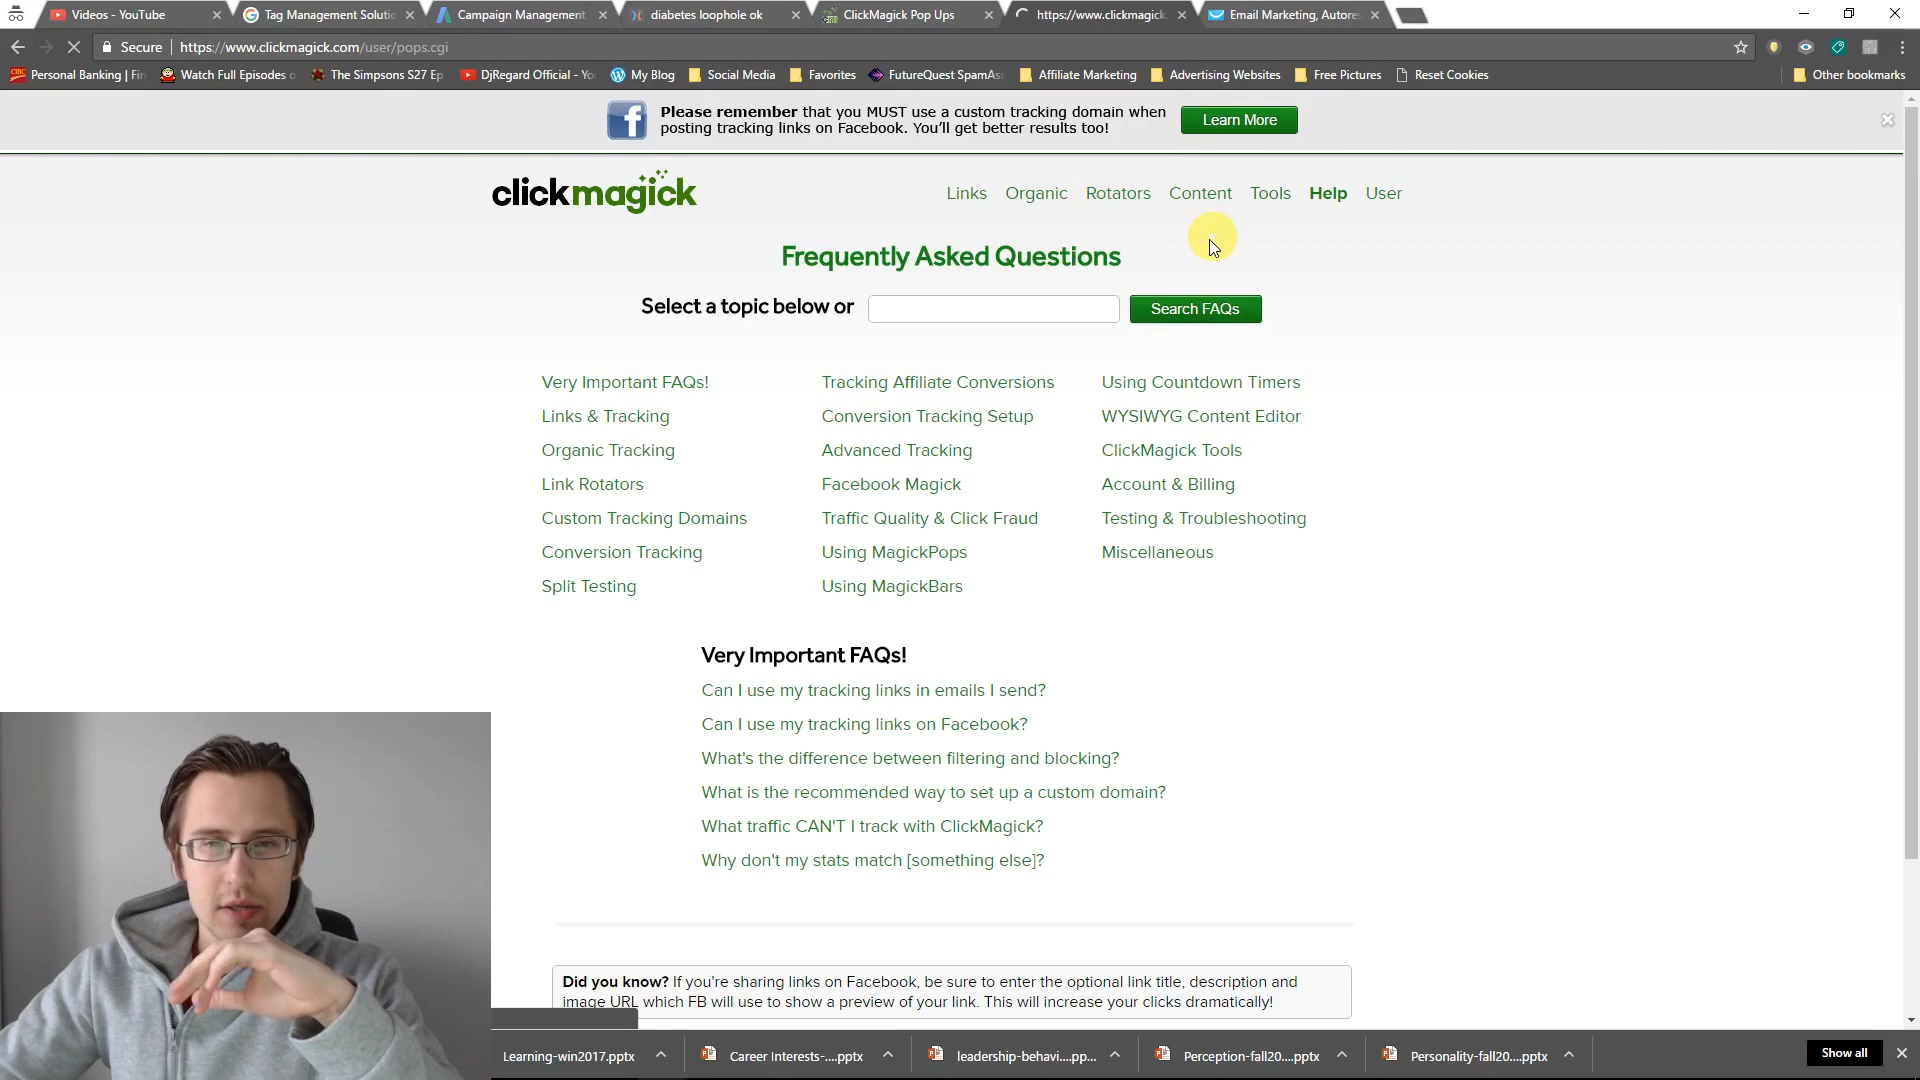 Videos - YouTube
Tag Management Solutio
Campaign Management
diabetes loophole ok
ClickMagick Pop Ups
https://www.clickmagick.
Email Marketing, Autores
Secure
https://www.clickmagick.com/user/pops.cgi
Personal Banking | Fin
Watch Full Episodes o
The Simpsons S27 Ep
DjRegard Official - Yo
My Blog
Social Media
Favorites
FutureQuest SpamAs
Affiliate Marketing
Advertising Websites
Free Pictures
Reset Cookies
Other bookmarks
Please remember that you MUST use a custom tracking domain when
posting tracking links on Facebook. You'll get better results too!
Learn More
clickmagick
Links Organic Rotators Content Tools Help User
Frequently Asked Questions
Select a topic below or
Search FAQs
Very Important FAQs!
Links & Tracking
Organic Tracking
Link Rotators
Custom Tracking Domains
Conversion Tracking
Split Testing
Tracking Affiliate Conversions
Conversion Tracking Setup
Advanced Tracking
Facebook Magick
Traffic Quality & Click Fraud
Using MagickPops
Using MagickBars
Using Countdown Timers
WYSIWYG Content Editor
ClickMagick Tools
Account & Billing
Testing & Troubleshooting
Miscellaneous
Very Important FAQs!
Can I use my tracking links in emails I send?
Can I use my tracking links on Facebook?
What's the difference between filtering and blocking?
What is the recommended way to set up a custom domain?
What traffic CAN'T I track with ClickMagick?
Why don't my stats match [something else]?
Did you know? If you're sharing links on Facebook, be sure to enter the optional link title, description and
image URL which FB will use to show a preview of your link. This will increase your clicks dramatically!
Learning-win2017.pptx
Career Interests-....pptx
leadership-behavi....pp...
Perception-fall20....pptx
Personality-fall20....pptx
Show all